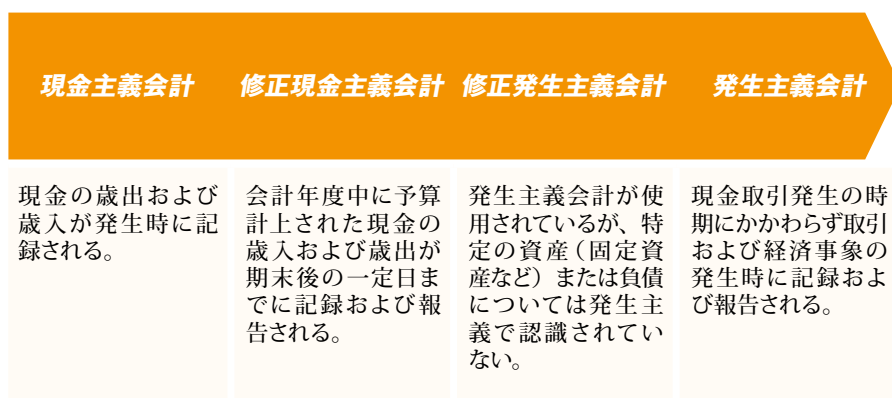 現金主義会計
修正現金主義会計
修正発生主義会計
発生主義会計
現金の歳出および
歳入が発生時に記
録される。
会計年度中に予算
計上された現金の
歳入および歳出が
期末後の一定日ま
でに記録および報
告される。
発生主義会計が使
用されているが、特
定の資産（固定資
産など）または負債
については発生主
義で認識されてい
ない。
現金取引発生の時
期にかかわらず取引
および経済事象の
発生時に記録およ
び報告される。